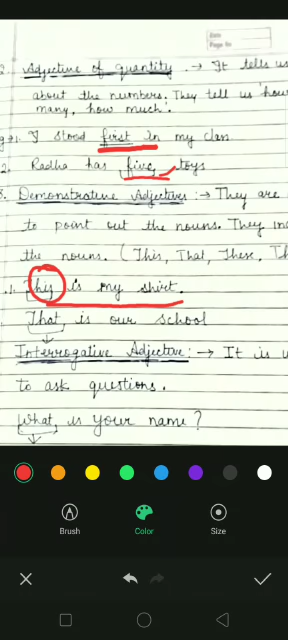 Date
Page No
2. Adjective of quantity. → It tells us
about the numbers. They tell us 'how
many, how much'.
eg → 1. I stood first in my class
2. Radha has five toys
3. Demonstrative Adjectives :→ They are
to point out the nouns. They in
the nouns. (This, That, These, Th
1. This is my shirt.
That is our school
Interrogative Adjective :→ It is u
to ask questions.
What is your name?
Brush
Color
Size